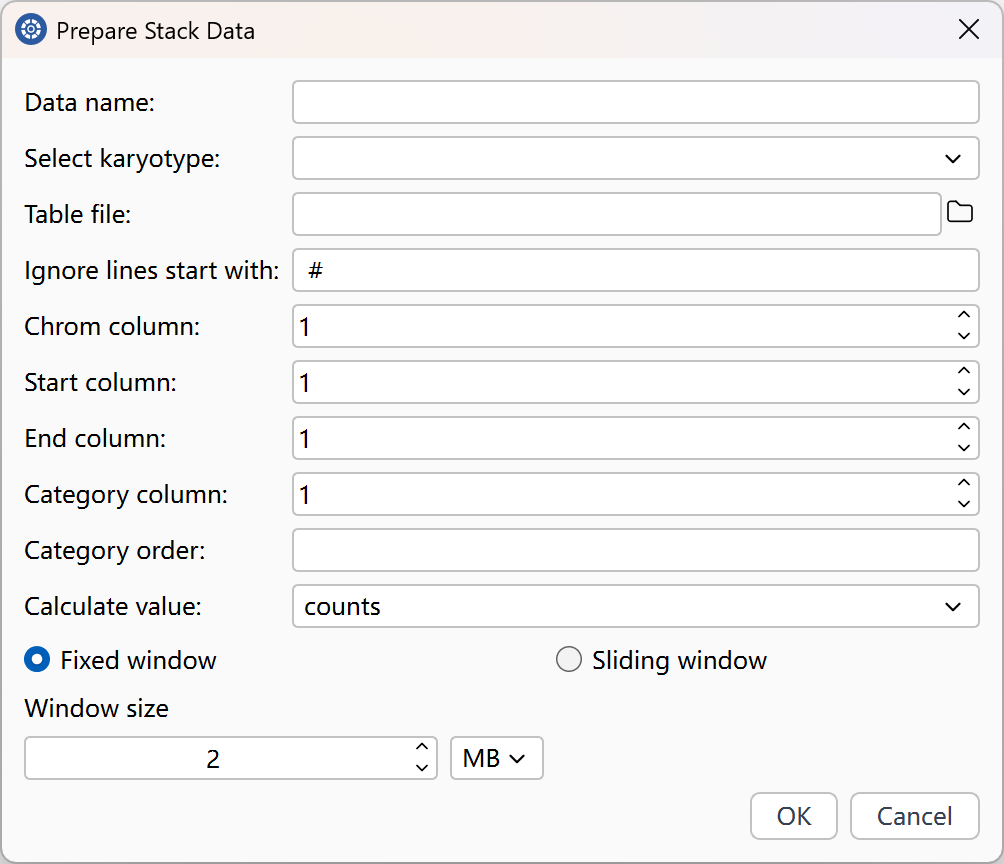 Prepare Stack Data
Data name:
Select karyotype:
Table file:
Ignore lines start with: #
Chrom column: 1
Start column: 1
End column: 1
Category column: 1
Category order:
Calculate value: counts
Fixed window Sliding window
Window size
2 MB
OK Cancel